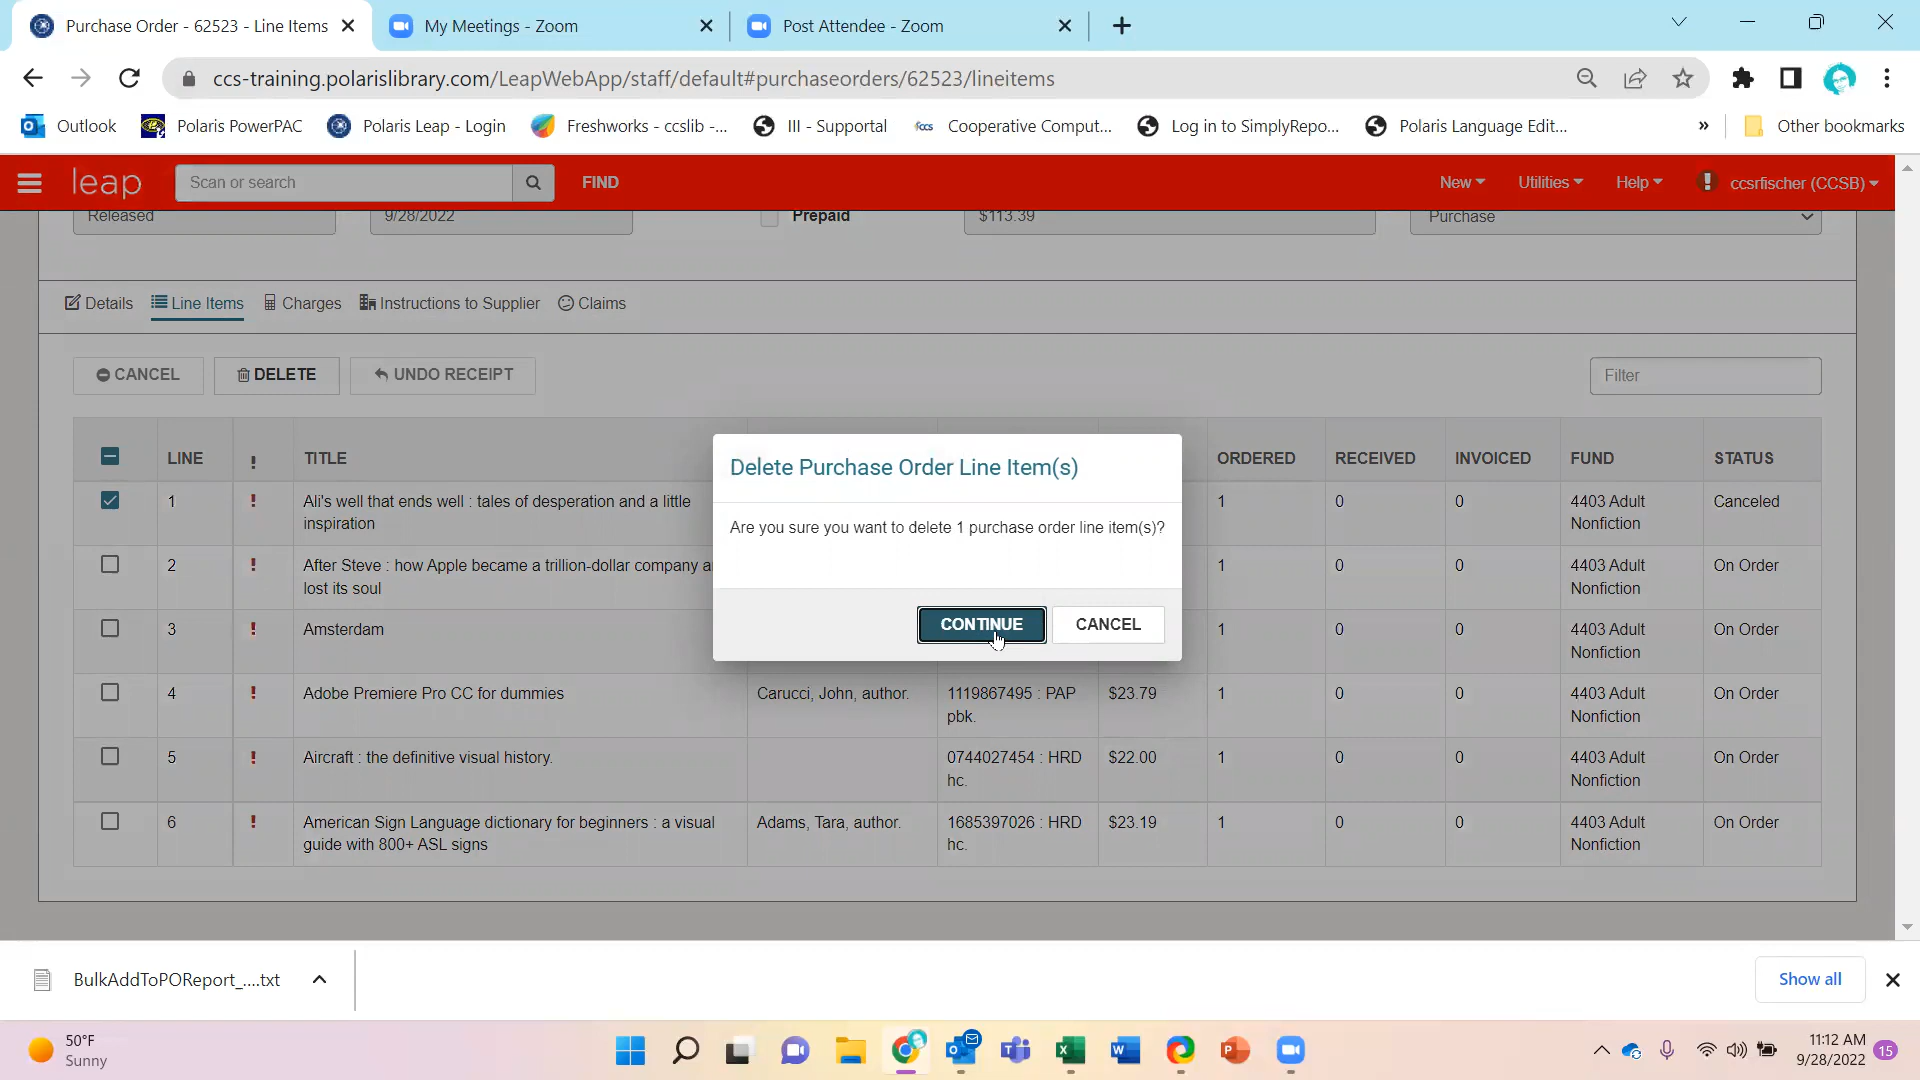 Purchase Order - 62523 - Line Items
My Meetings - Zoom
Post Attendee - Zoom
ccs-training.polarislibrary.com/LeapWebApp/staff/default#purchaseorders/62523/lineitems
Outlook
Polaris PowerPAC
Polaris Leap - Login
Freshworks - ccslib -...
III - Supportal
ccs
Cooperative Comput...
Log in to SimplyRepo...
Polaris Language Edit...
»
Other bookmarks
leap
Scan or search
FIND
New
Utilities
Help
ccsrfischer (CCSB)
Released
9/28/2022
Prepaid
$113.39
Purchase
Details
Line Items
Charges
Instructions to Supplier
Claims
CANCEL
DELETE
UNDO RECEIPT
Filter
LINE
!
TITLE
ORDERED
RECEIVED
INVOICED
FUND
STATUS
1 ! Ali's well that ends well : tales of desperation and a little 1 0 0 4403 Adult Canceled
inspiration Nonfiction
2 ! After Steve : how Apple became a trillion-dollar company a 1 0 0 4403 Adult On Order
lost its soul Nonfiction
3 ! Amsterdam 1 0 0 4403 Adult On Order
Nonfiction
4 ! Adobe Premiere Pro CC for dummies Carucci, John, author. 1119867495 : PAP $23.79 1 0 0 4403 Adult On Order
pbk. Nonfiction
5 ! Aircraft : the definitive visual history. 0744027454 : HRD $22.00 1 0 0 4403 Adult On Order
hc. Nonfiction
6 ! American Sign Language dictionary for beginners : a visual Adams, Tara, author. 1685397026 : HRD $23.19 1 0 0 4403 Adult On Order
guide with 800+ ASL signs hc. Nonfiction
Delete Purchase Order Line Item(s)
Are you sure you want to delete 1 purchase order line item(s)?
CONTINUE
CANCEL
BulkAddToPOReport_....txt
Show all
50°F
Sunny
11:12 AM
9/28/2022
15